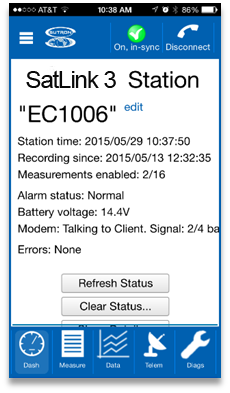 AT&T 10:38 AM 86%
SUTRON
On, in-sync
Disconnect
SatLink 3 Station
"EC1006" edit
Station time: 2015/05/29 10:37:50
Recording since: 2015/05/13 12:32:35
Measurements enabled: 2/16
Alarm status: Normal
Battery voltage: 14.4V
Modem: Talking to Client. Signal: 2/4 ba
Errors: None
Refresh Status
Clear Status...
Dash Measure Data Telem Diags